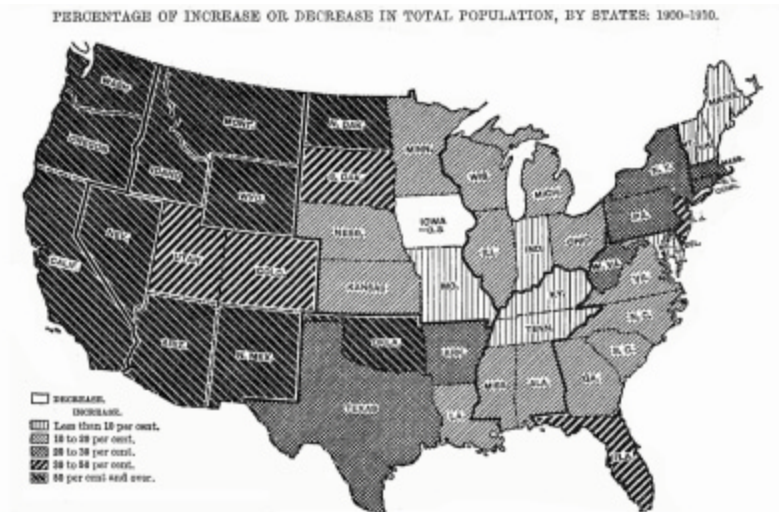 PERCENTAGE OF INCREASE OR DECREASE IN TOTAL POPULATION, BY STATES: 1900–1910.
WASH.
MONT.
N. DAK.
MINN.
MAINE
OREGON
IDAHO
S. DAK.
WIS.
MICH.
N. Y.
MASS.
WYO.
IOWA
–0.3
PA.
N. J.
NEV.
UTAH
COLO.
NEBR.
ILL.
IND.
OHIO
W. VA.
DEL.
CALIF.
KANSAS
MO.
KY.
VA.
TENN.
N. C.
ARIZ.
N. MEX.
OKLA.
ARK.
S. C.
MISS.
ALA.
GA.
TEXAS
LA.
FLA.
DECREASE.
INCREASE.
Less than 10 per cent.
10 to 20 per cent.
20 to 30 per cent.
30 to 50 per cent.
50 per cent and over.